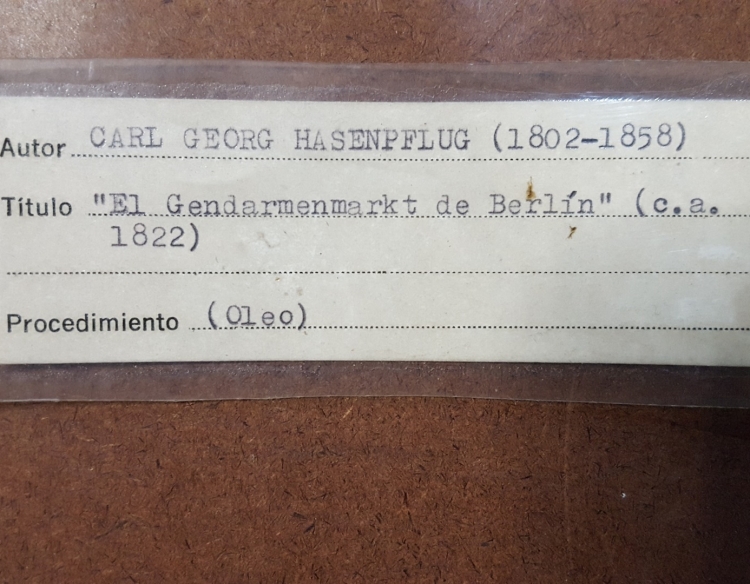 Autor CARL GEORG HASENPFLUG (1802-1858)
Título "El Gendarmenmarkt de Berlín" (c.a.
1822)
Procedimiento (Oleo)